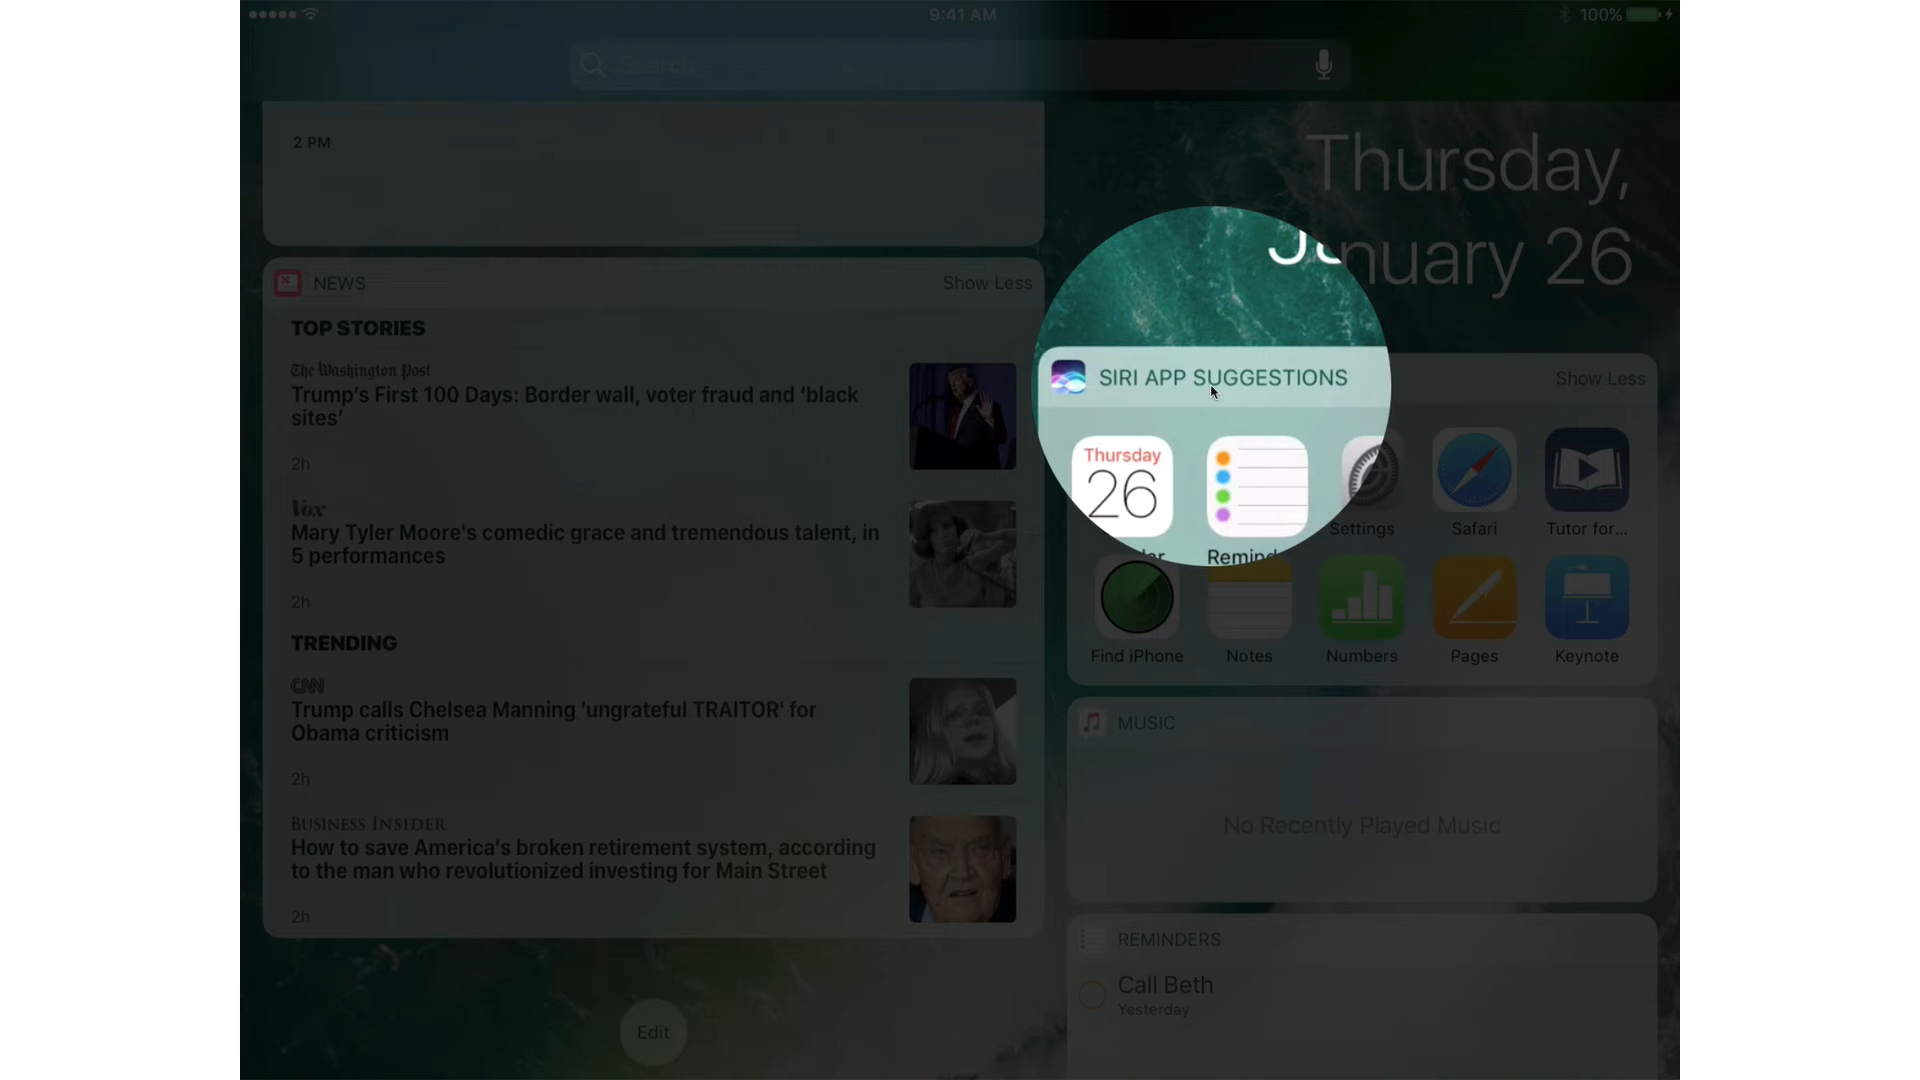 9:41 AM
100%
Search
2 PM
Thursday,
January 26
NEWS
Show Less
TOP STORIES
The Washington Post
Trump’s First 100 Days: Border wall, voter fraud and ‘black
sites’
2h
Vox
Mary Tyler Moore's comedic grace and tremendous talent, in
5 performances
2h
TRENDING
CNN
Trump calls Chelsea Manning 'ungrateful TRAITOR' for
Obama criticism
2h
BUSINESS INSIDER
How to save America's broken retirement system, according
to the man who revolutionized investing for Main Street
2h
Edit
SIRI APP SUGGESTIONS
Show Less
Thursday
26
Settings
Safari
Tutor for...
Find iPhone
Notes
Numbers
Pages
Keynote
MUSIC
No Recently Played Music
REMINDERS
Call Beth
Yesterday